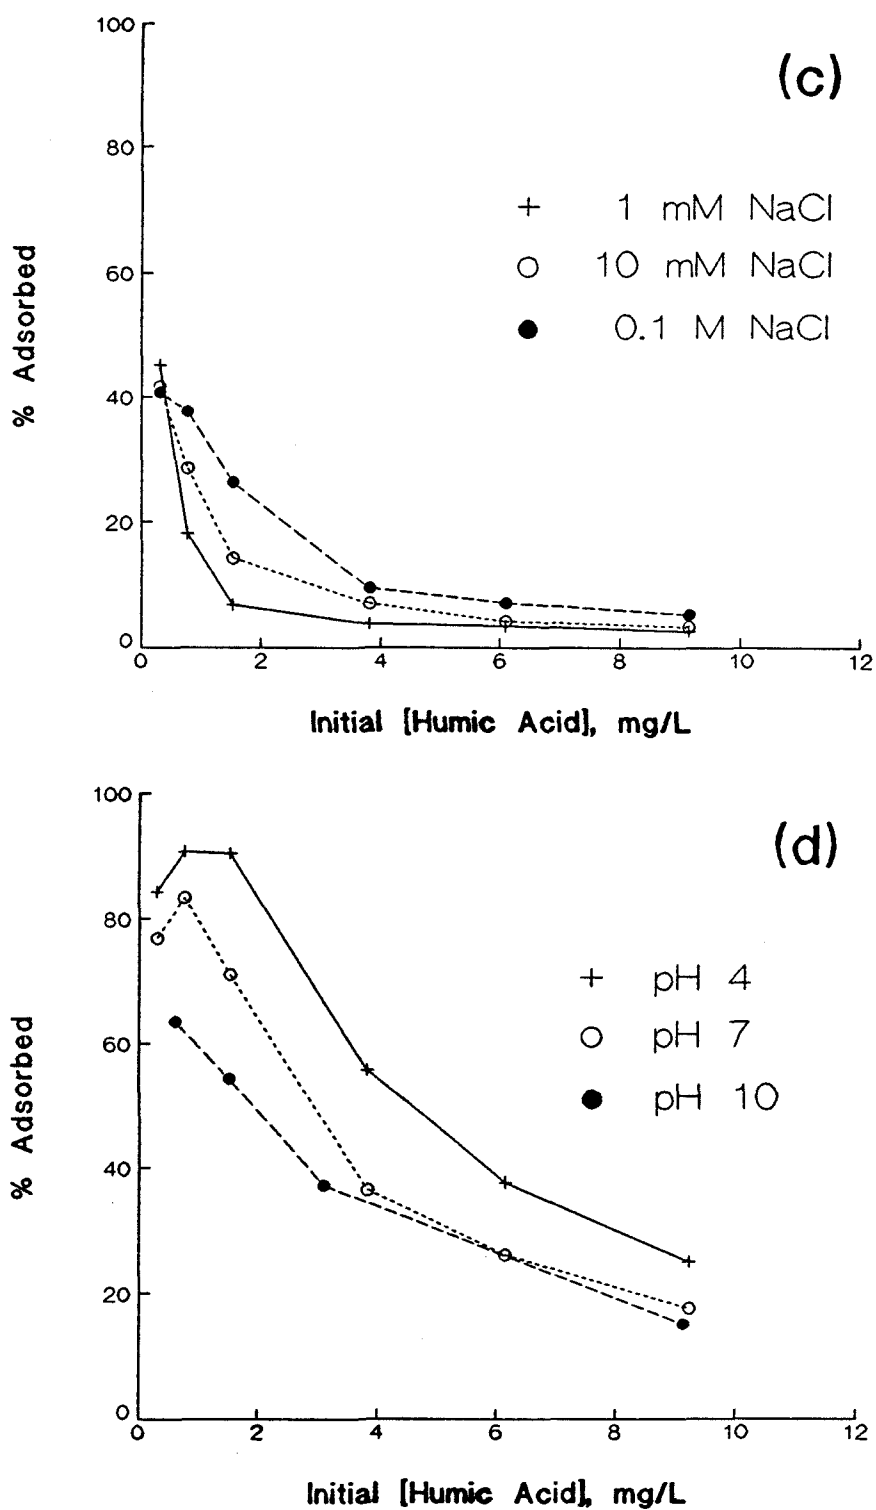 100
(c)
80
+ 1 mM NaCl
60
○ 10 mM NaCl
● 0.1 M NaCl
% Adsorbed
40
20
0
0 2 4 6 8 10 12
Initial [Humic Acid], mg/L
100
(d)
80
+ pH 4
○ pH 7
60
● pH 10
% Adsorbed
40
20
0
0 2 4 6 8 10 12
Initial [Humic Acid], mg/L